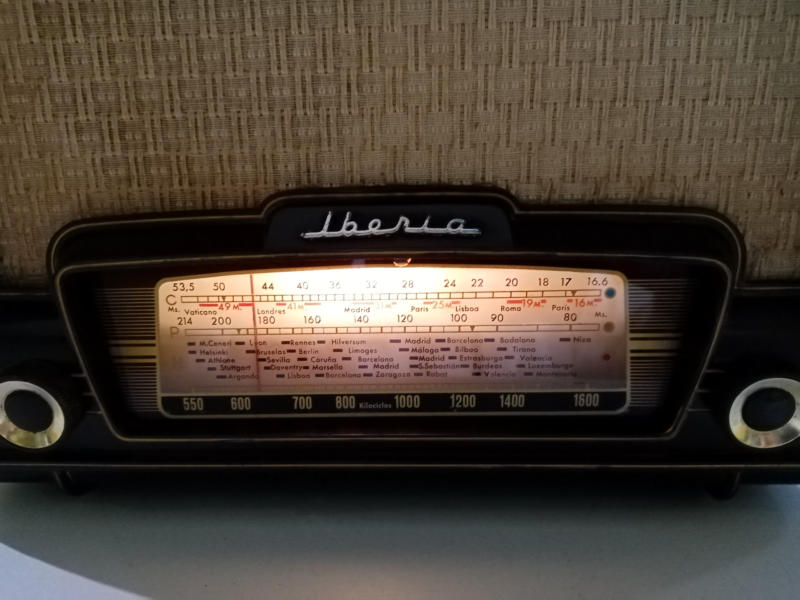 Iberia
53,5 50 44 40 36 32 28 24 22 20 18 17 16.6
C
Ms. Vaticano 49 M. Londres 41 M. Madrid 31 M. Paris 25 M. Lisboa Roma 19 M. Paris 16 M.
214 200 180 160 140 120 100 90 80
P
M.Ceneri Lyon Rennes Hilversum Madrid Barcelona Badalona Niza
Helsinki Bruselas Berlin Limoges Málaga Bilbao Tirana
Athlone Sevilla Coruña Barcelona Madrid Estrasburgo Valencia
Stuttgart Daventry Marsella Madrid S.Sebastián Burdeos Luxemburgo
Arganda Lisboa Barcelona Zaragoza Rabat Valencia
550 600 700 800 Kilociclos 1000 1200 1400 1600